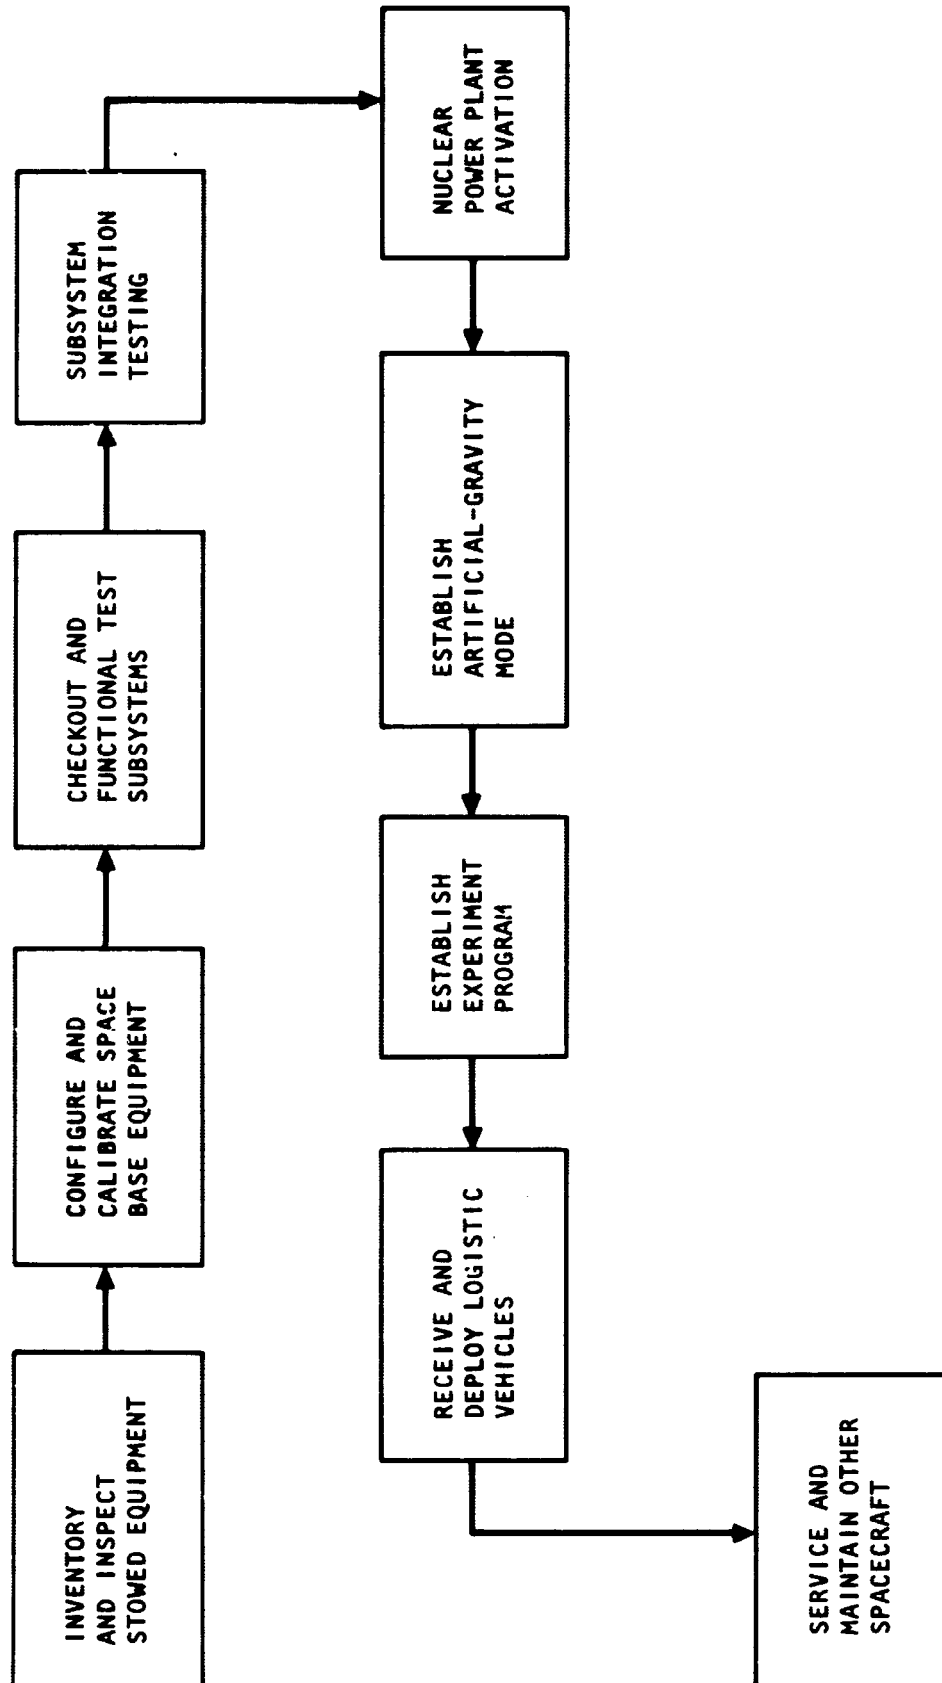 INVENTORY
AND INSPECT
STOWED EQUIPMENT
CONFIGURE AND
CALIBRATE SPACE
BASE EQUIPMENT
CHECKOUT AND
FUNCTIONAL TEST
SUBSYSTEMS
SUBSYSTEM
INTEGRATION
TESTING
NUCLEAR
POWER PLANT
ACTIVATION
ESTABLISH
ARTIFICIAL-GRAVITY
MODE
ESTABLISH
EXPERIMENT
PROGRAM
RECEIVE AND
DEPLOY LOGISTIC
VEHICLES
SERVICE AND
MAINTAIN OTHER
SPACECRAFT